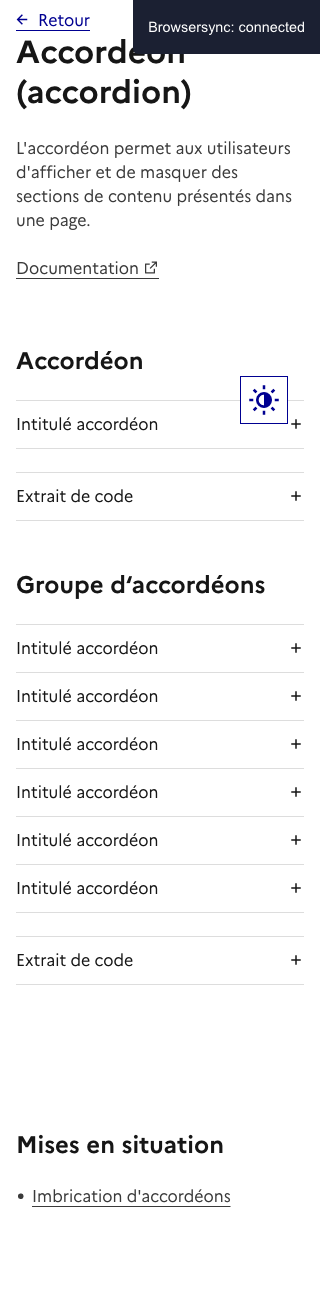 Retour
Browsersync: connected
Accordéon
(accordion)
L'accordéon permet aux utilisateurs
d'afficher et de masquer des
sections de contenu présentés dans
une page.
Documentation
Accordéon
Intitulé accordéon
Extrait de code
Groupe d‘accordéons
Intitulé accordéon
Intitulé accordéon
Intitulé accordéon
Intitulé accordéon
Intitulé accordéon
Intitulé accordéon
Extrait de code
Mises en situation
Imbrication d'accordéons